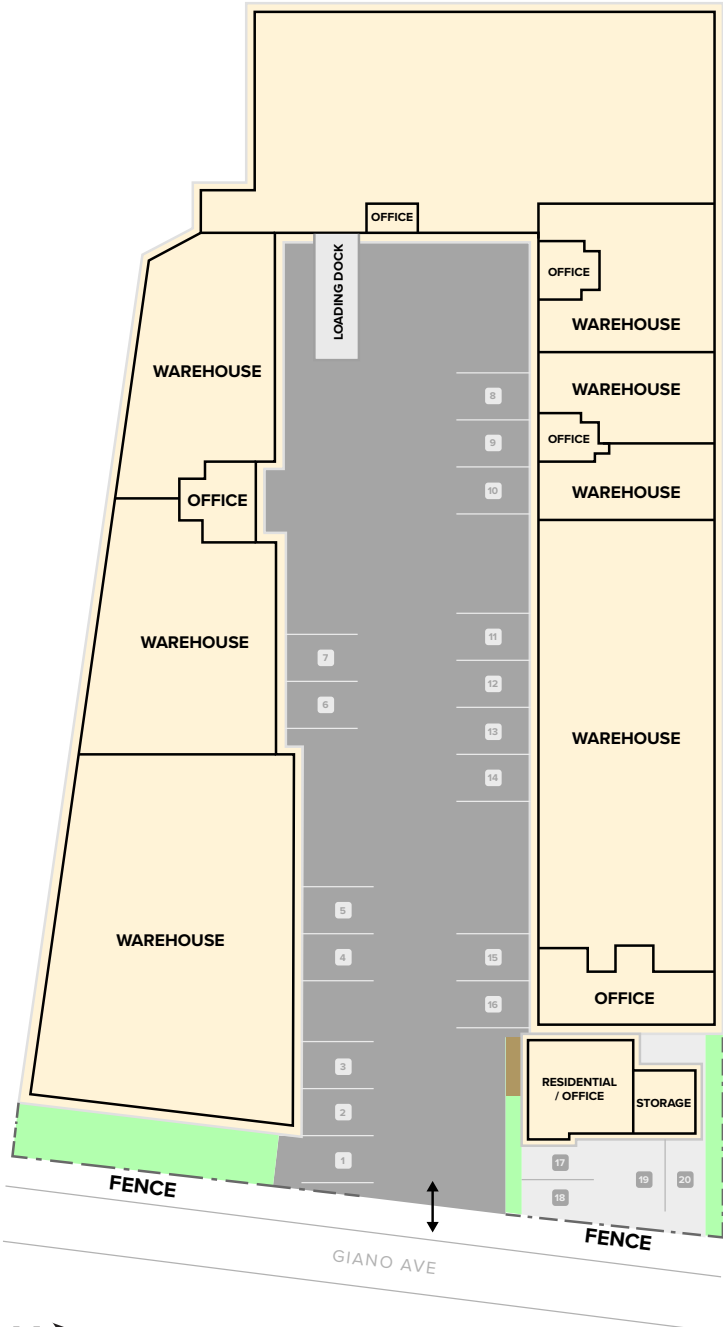 OFFICE
LOADING DOCK
OFFICE
WAREHOUSE
WAREHOUSE
WAREHOUSE
8
OFFICE
9
OFFICE
10
WAREHOUSE
11
WAREHOUSE
7
12
6
13
WAREHOUSE
14
5
WAREHOUSE
4
15
OFFICE
16
3
RESIDENTIAL
/ OFFICE
STORAGE
2
1
17
19
20
18
FENCE
FENCE
GIANO AVE